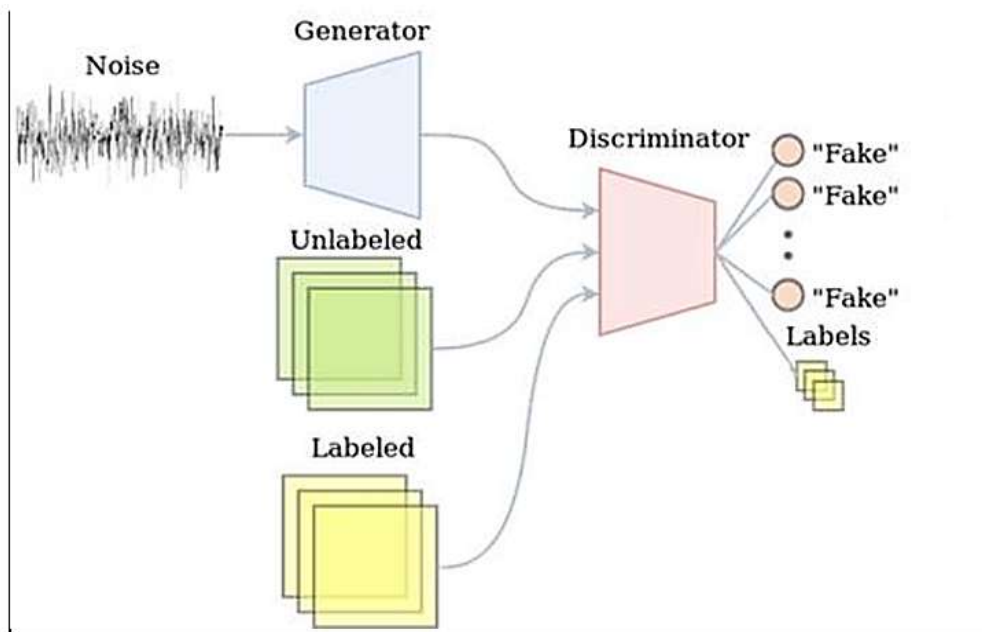 Generator
Noise
Discriminator
"Fake"
"Fake"
Unlabeled
"Fake"
Labels
Labeled